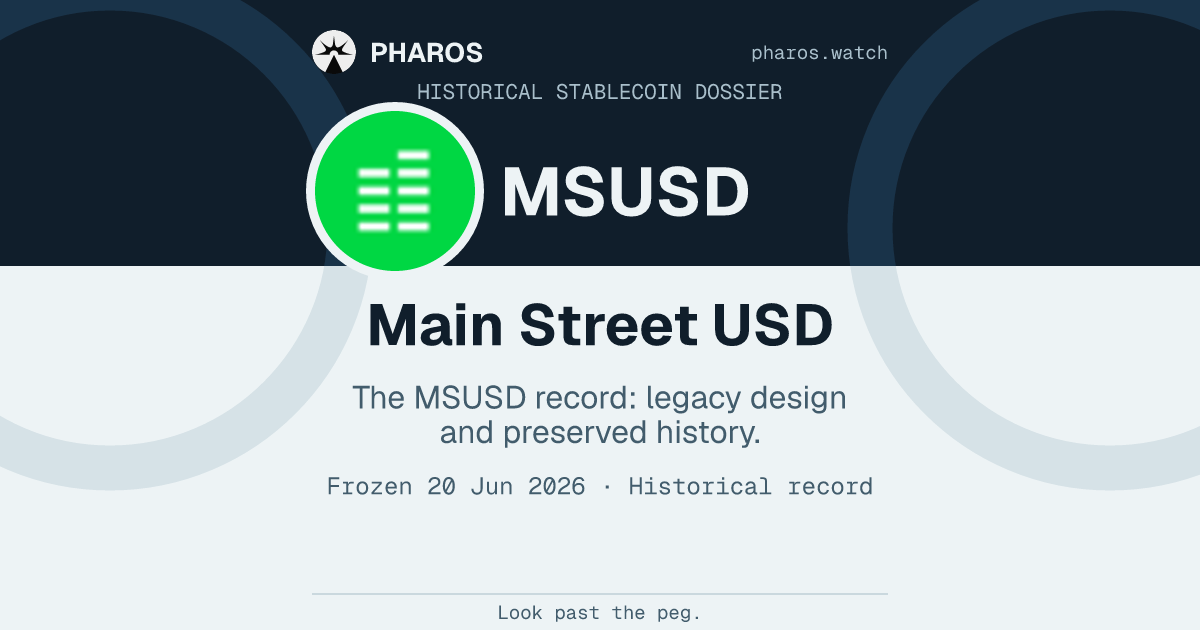 PHAROS
pharos.watch
HISTORICAL STABLECOIN DOSSIER
MSUSD
Main Street USD
The MSUSD record: legacy design
and preserved history.
Frozen 20 Jun 2026 · Historical record
Look past the peg.